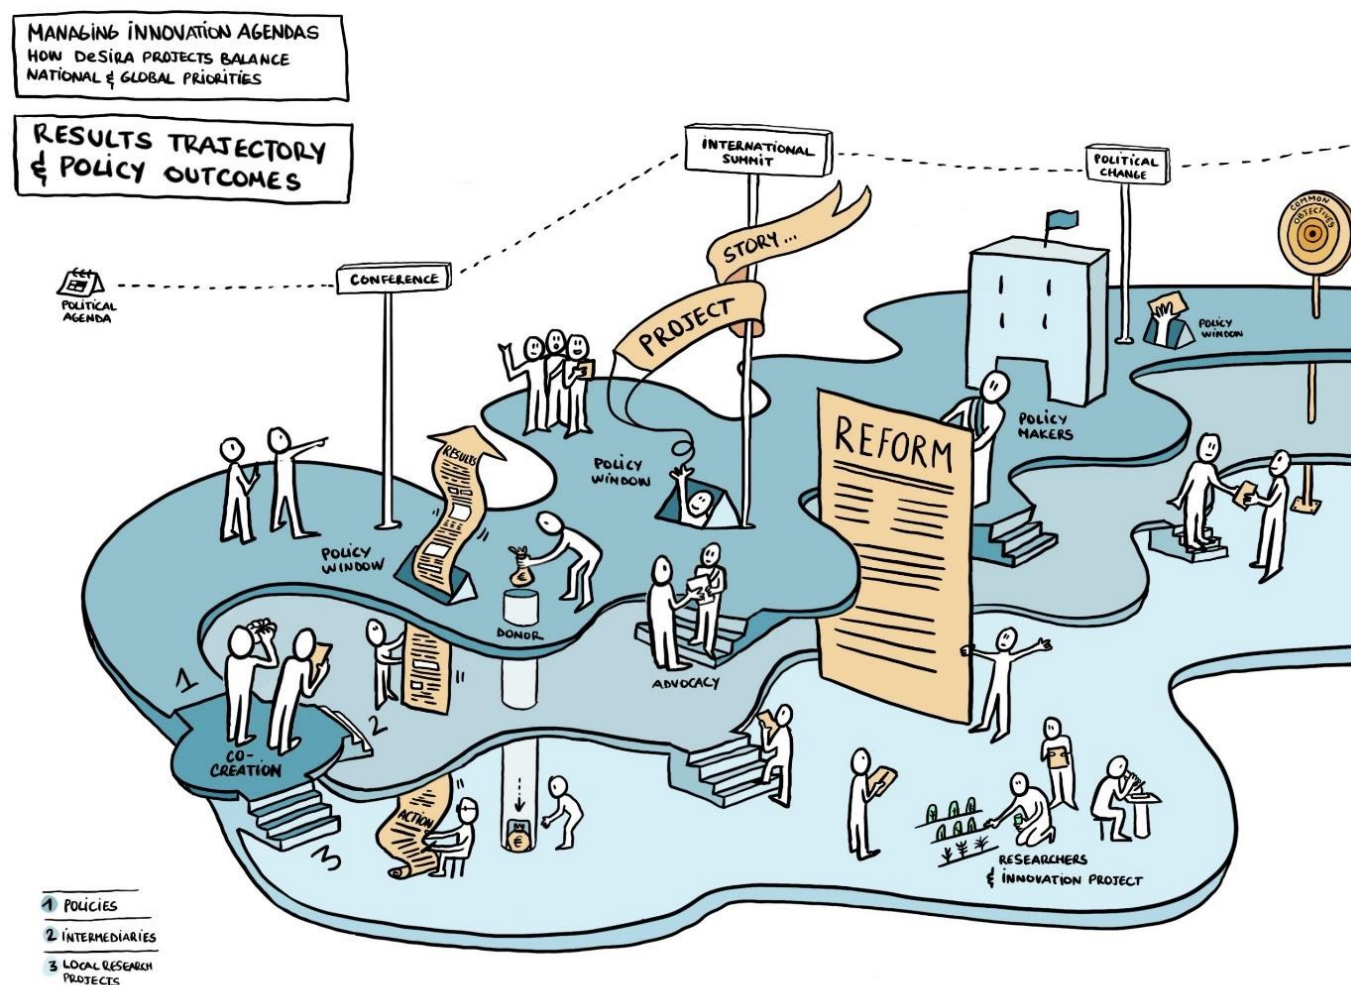 MANAGING INNOVATION AGENDAS
HOW DeSIRA PROJECTS BALANCE
NATIONAL & GLOBAL PRIORITIES
RESULTS TRAJECTORY
& POLICY OUTCOMES
INTERNATIONAL
SUMMIT
POLITICAL
CHANGE
COMMON
OBJECTIVES
STORY...
PROJECT
CONFERENCE
POLITICAL
AGENDA
POLICY
WINDOW
POLICY
MAKERS
REFORM
RESULTS
POLICY
WINDOW
POLICY
WINDOW
€
DONOR
ADVOCACY
1
2
CO-
CREATION
3
ACTION
€
RESEARCHERS
& INNOVATION PROJECT
1 POLICIES
2 INTERMEDIARIES
3 LOCAL RESEARCH
PROJECTS